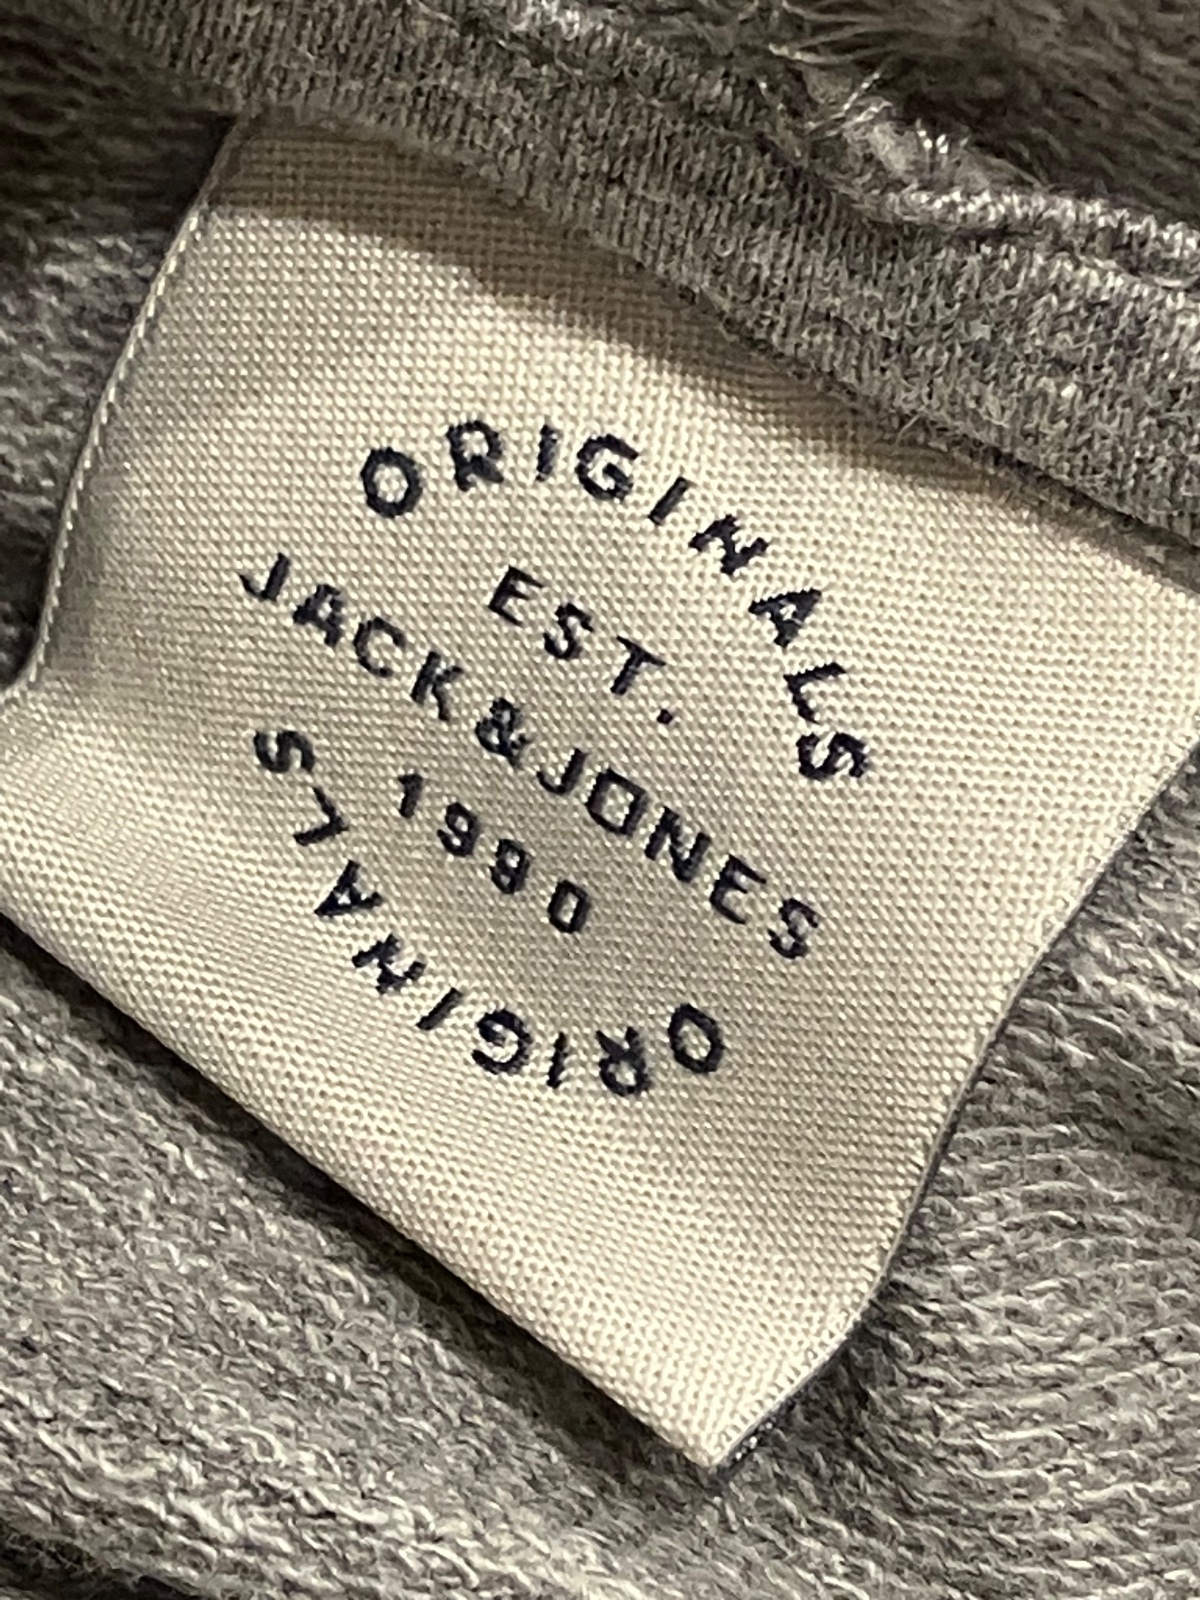 ORIGINALS
EST.
JACK&JONES
1990
ORIGINALS